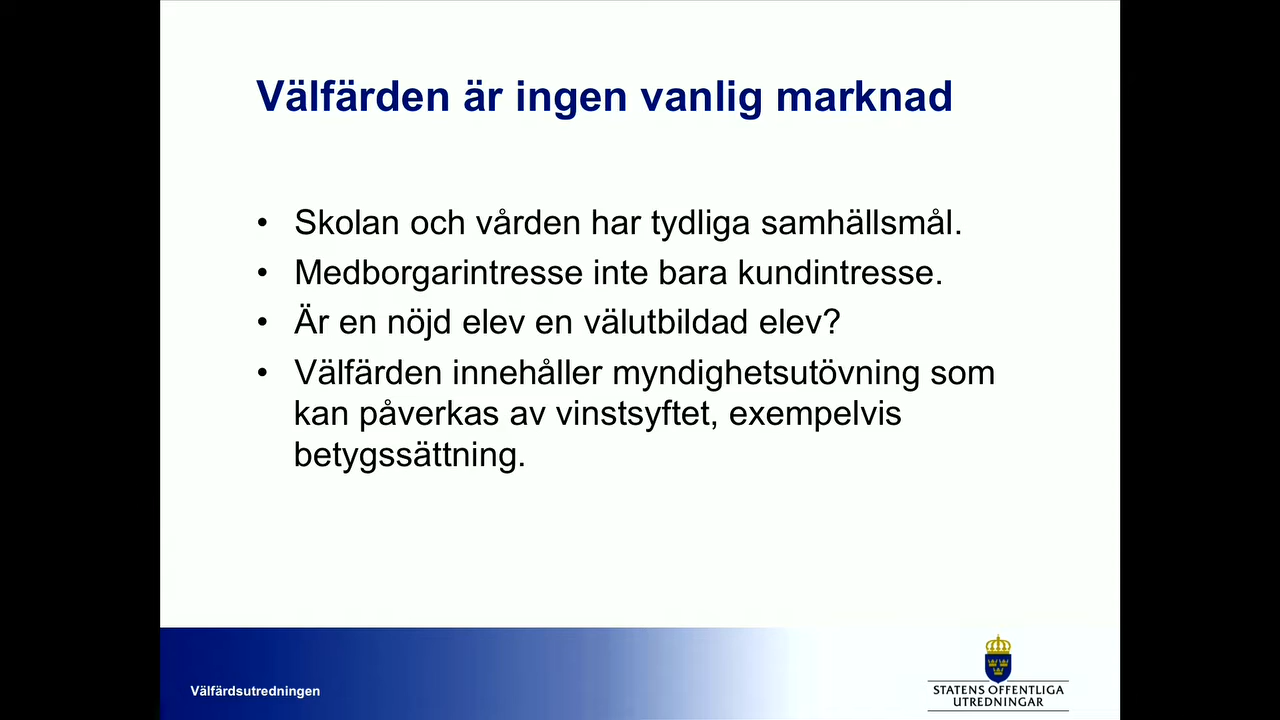 Välfärden är ingen vanlig marknad
• Skolan och vården har tydliga samhällsmål.
• Medborgarintresse inte bara kundintresse.
• Är en nöjd elev en välutbildad elev?
• Välfärden innehåller myndighetsutövning som
kan påverkas av vinstsyftet, exempelvis
betygssättning.
Välfärdsutredningen
STATENS OFFENTLIGA
UTREDNINGAR